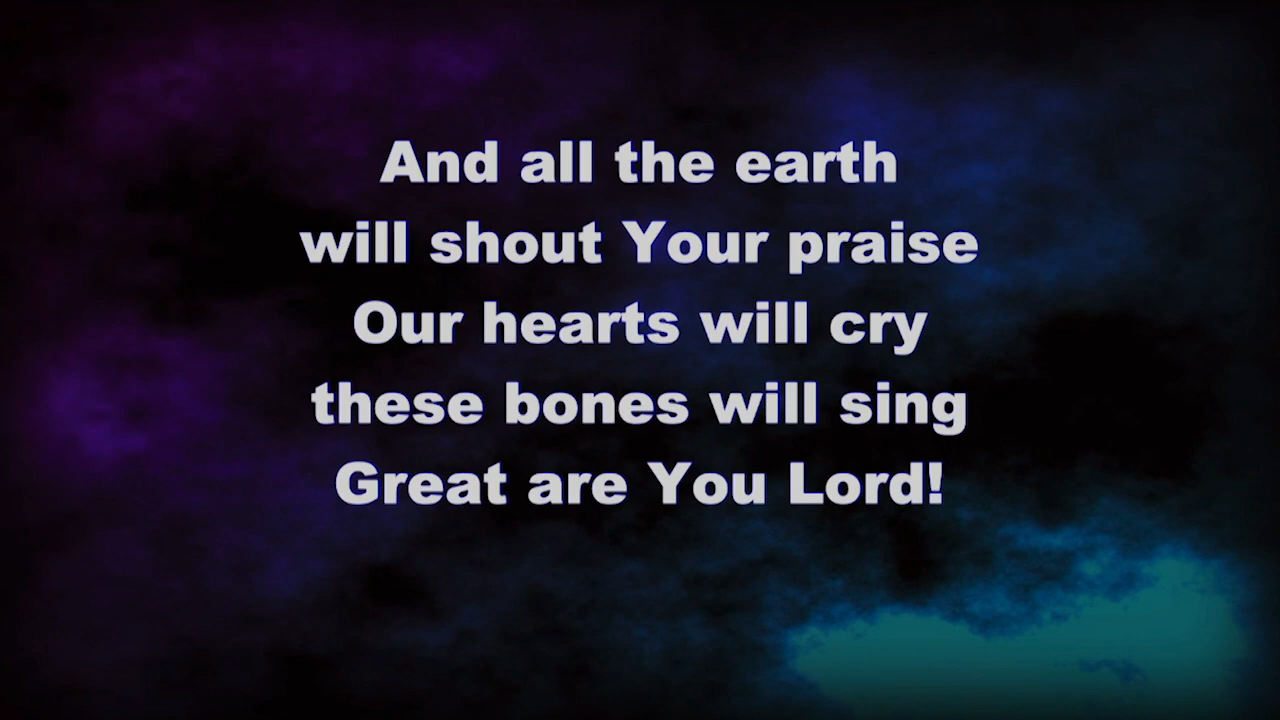 And all the earth
will shout Your praise
Our hearts will cry
these bones will sing
Great are You Lord!